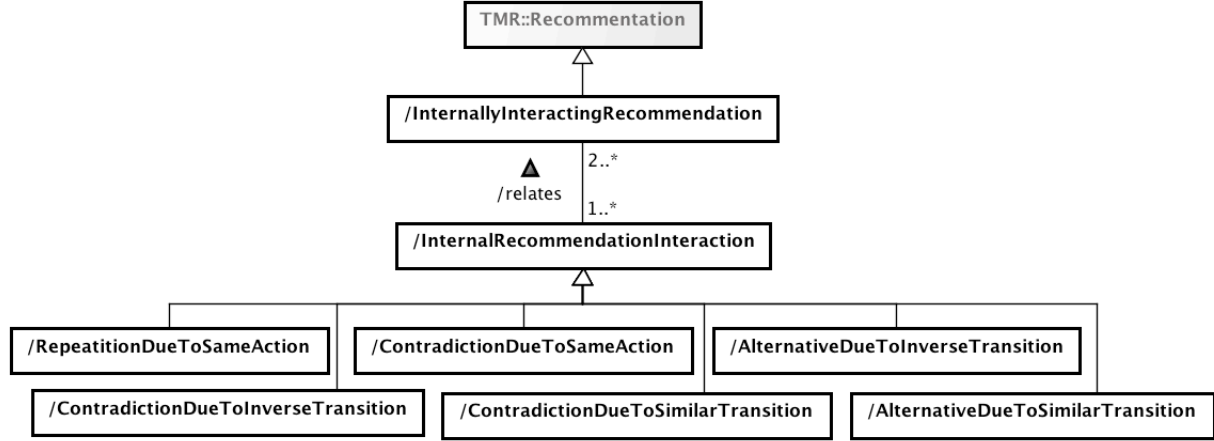 TMR::Recommentation
/InternallyInteractingRecommendation
2..*
/relates
1..*
/InternalRecommendationInteraction
/RepeatitionDueToSameAction
/ContradictionDueToSameAction
/AlternativeDueToInverseTransition
/ContradictionDueToInverseTransition
/ContradictionDueToSimilarTransition
/AlternativeDueToSimilarTransition